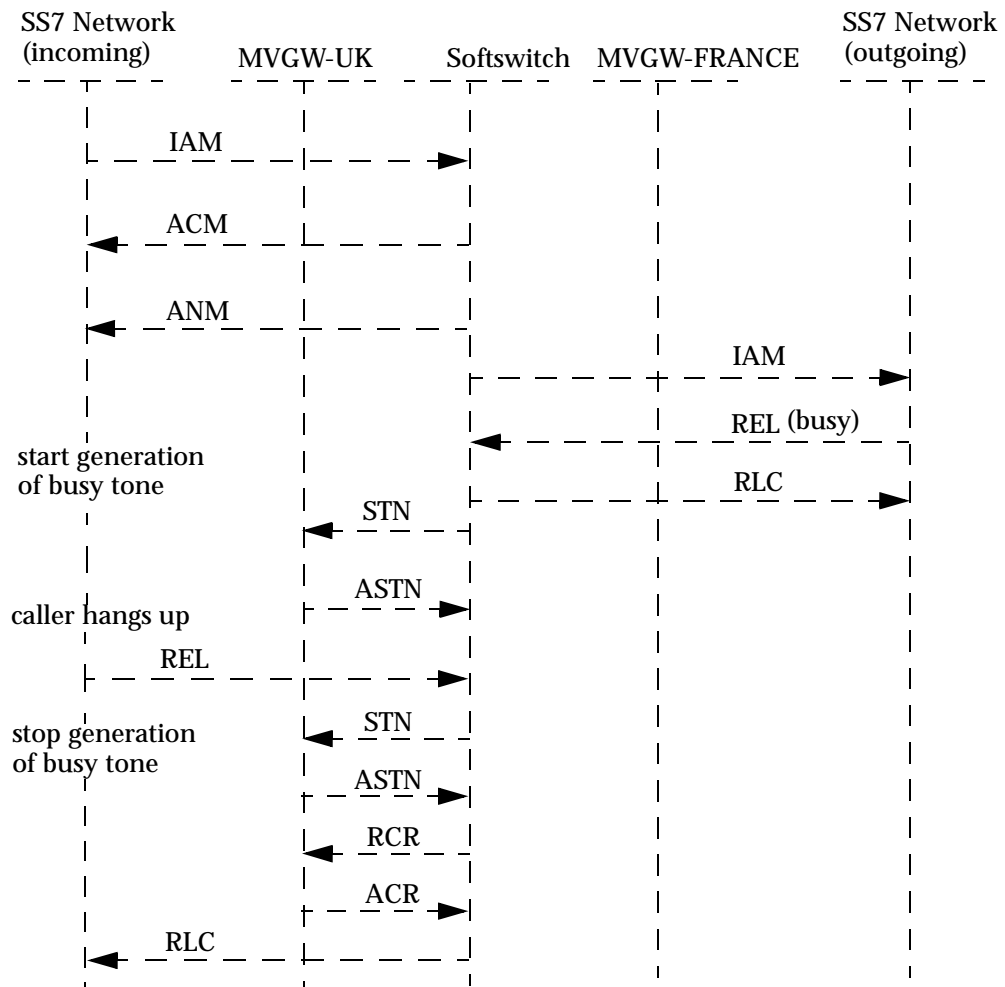 SS7 Network
(incoming)
MVGW-UK
Softswitch
MVGW-FRANCE
SS7 Network
(outgoing)
IAM
ACM
ANM
IAM
REL (busy)
start generation
of busy tone
RLC
STN
ASTN
caller hangs up
REL
STN
stop generation
of busy tone
ASTN
RCR
ACR
RLC